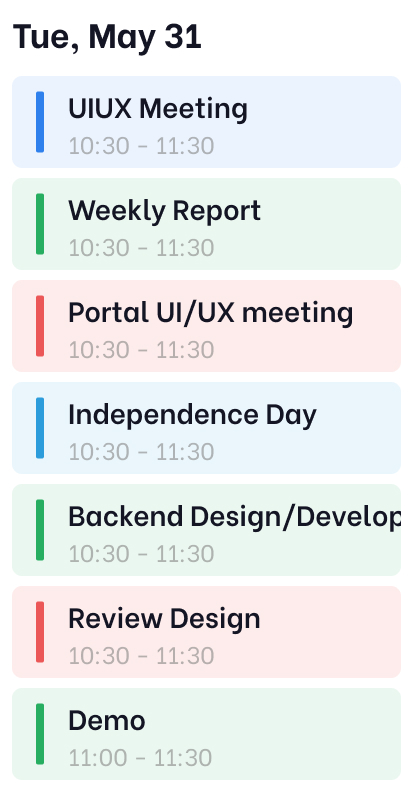 Tue, May 31
UIUX Meeting
10:30 - 11:30
Weekly Report
10:30 - 11:30
Portal UI/UX meeting
10:30 - 11:30
Independence Day
10:30 - 11:30
Backend Design/Develop
10:30 - 11:30
Review Design
10:30 - 11:30
Demo
11:00 - 11:30